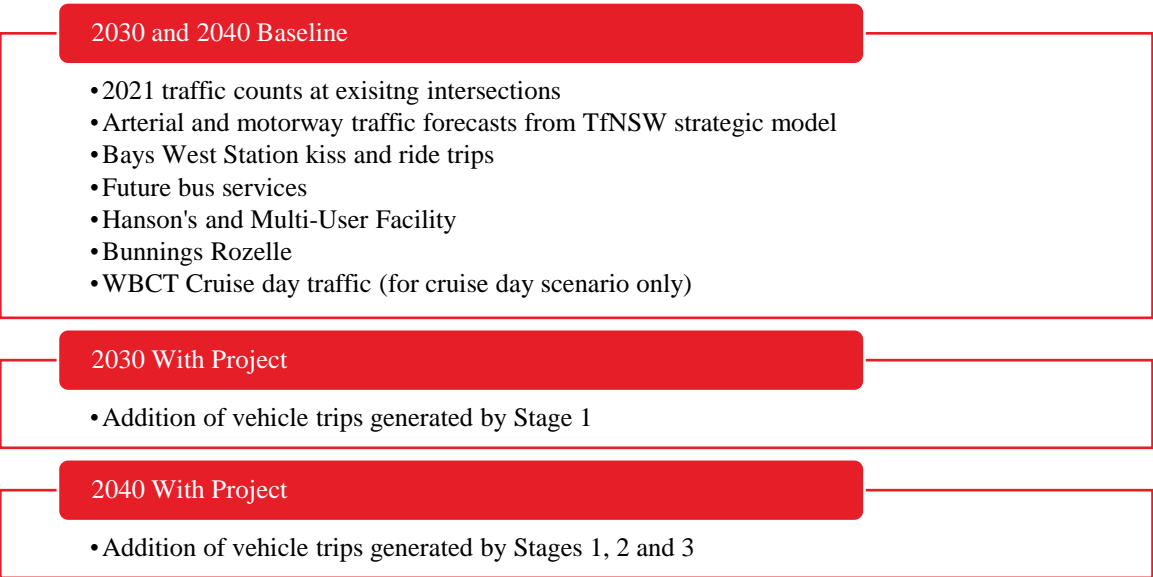 2030 and 2040 Baseline
•2021 traffic counts at exisitng intersections
•Arterial and motorway traffic forecasts from TfNSW strategic model
•Bays West Station kiss and ride trips
•Future bus services
•Hanson's and Multi-User Facility
•Bunnings Rozelle
•WBCT Cruise day traffic (for cruise day scenario only)
2030 With Project
•Addition of vehicle trips generated by Stage 1
2040 With Project
•Addition of vehicle trips generated by Stages 1, 2 and 3